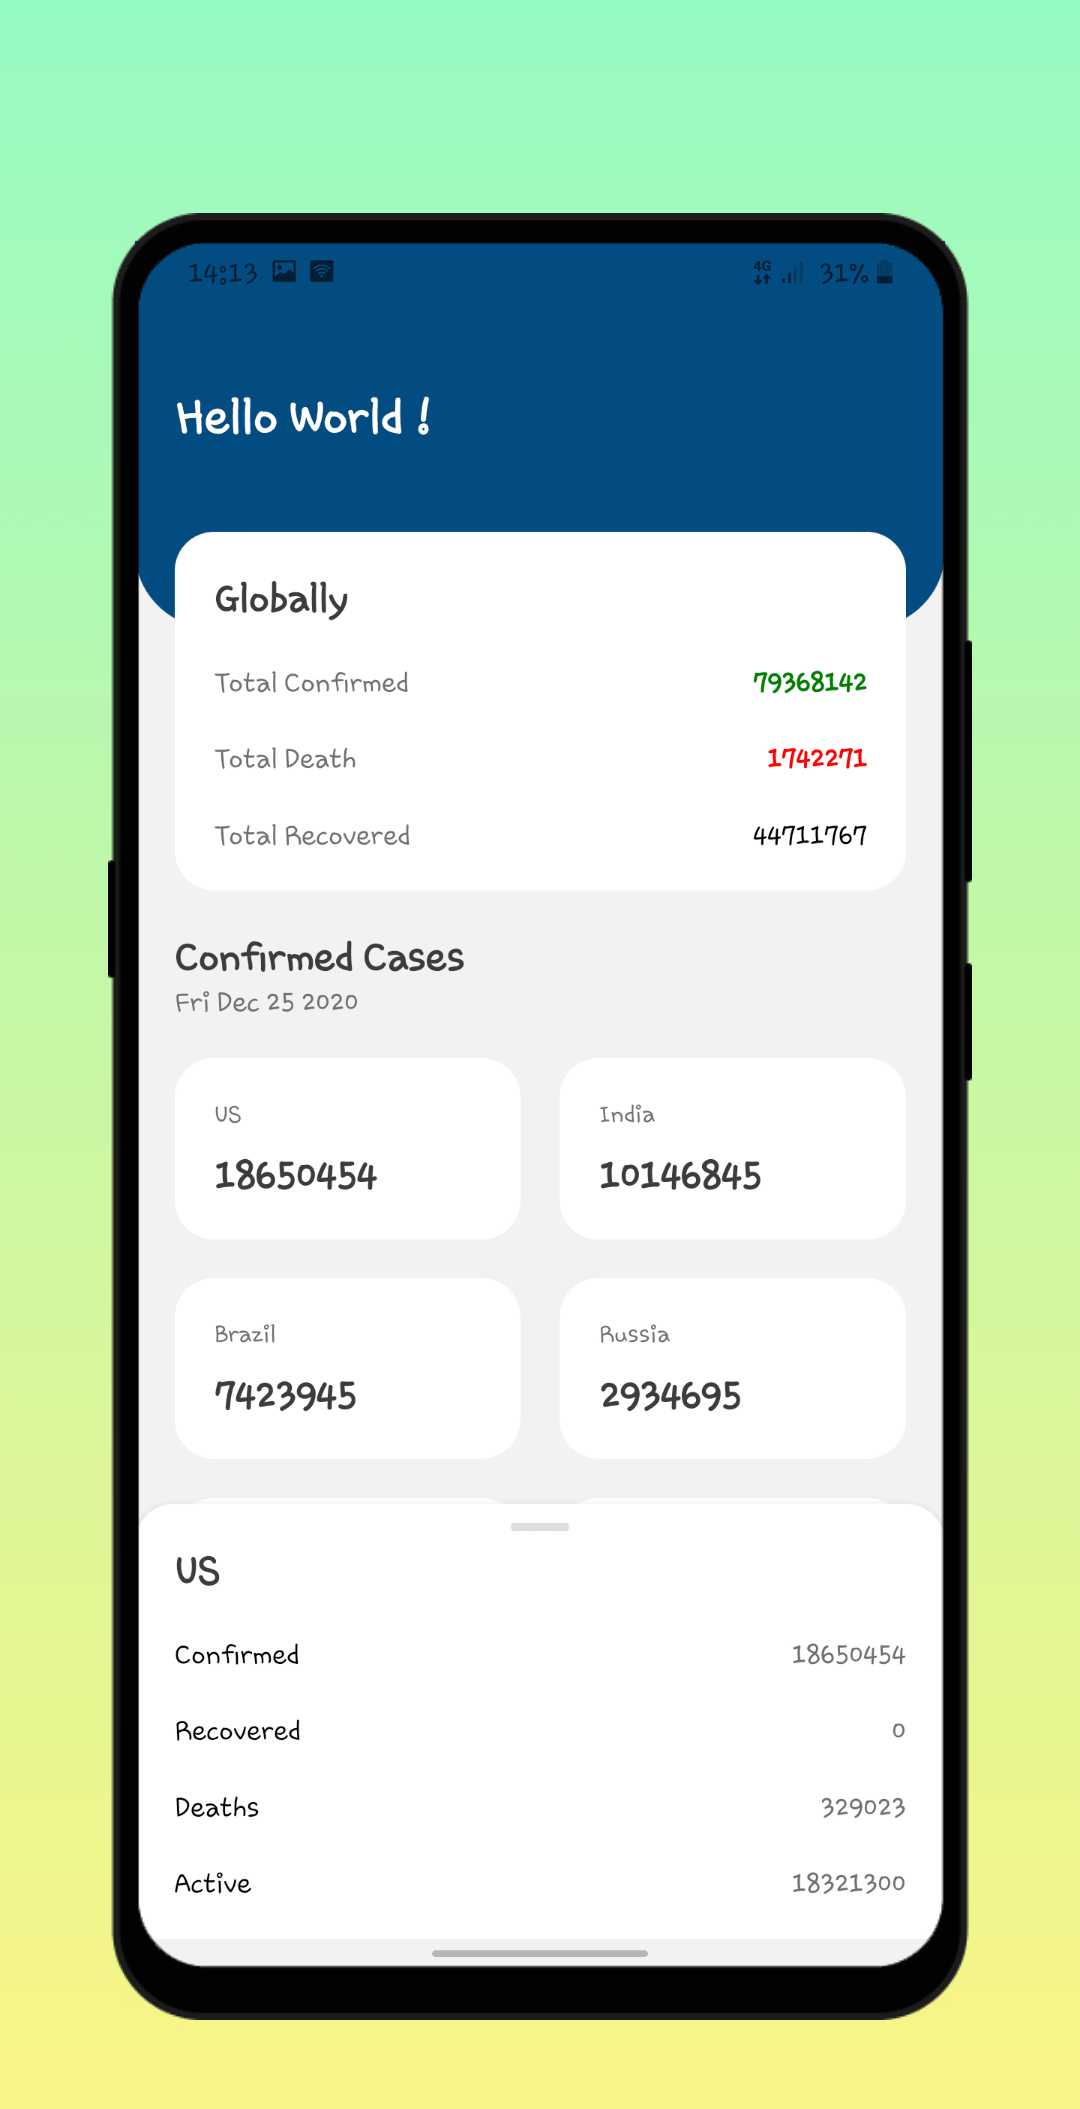 14:13 4G 31%
Hello World !
Globally
Total Confirmed 79368142
Total Death 1742271
Total Recovered 44711767
Confirmed Cases
Fri Dec 25 2020
US India
18650454 10146845
Brazil Russia
7423945 2934695
US
Confirmed 18650454
Recovered 0
Deaths 329023
Active 18321300